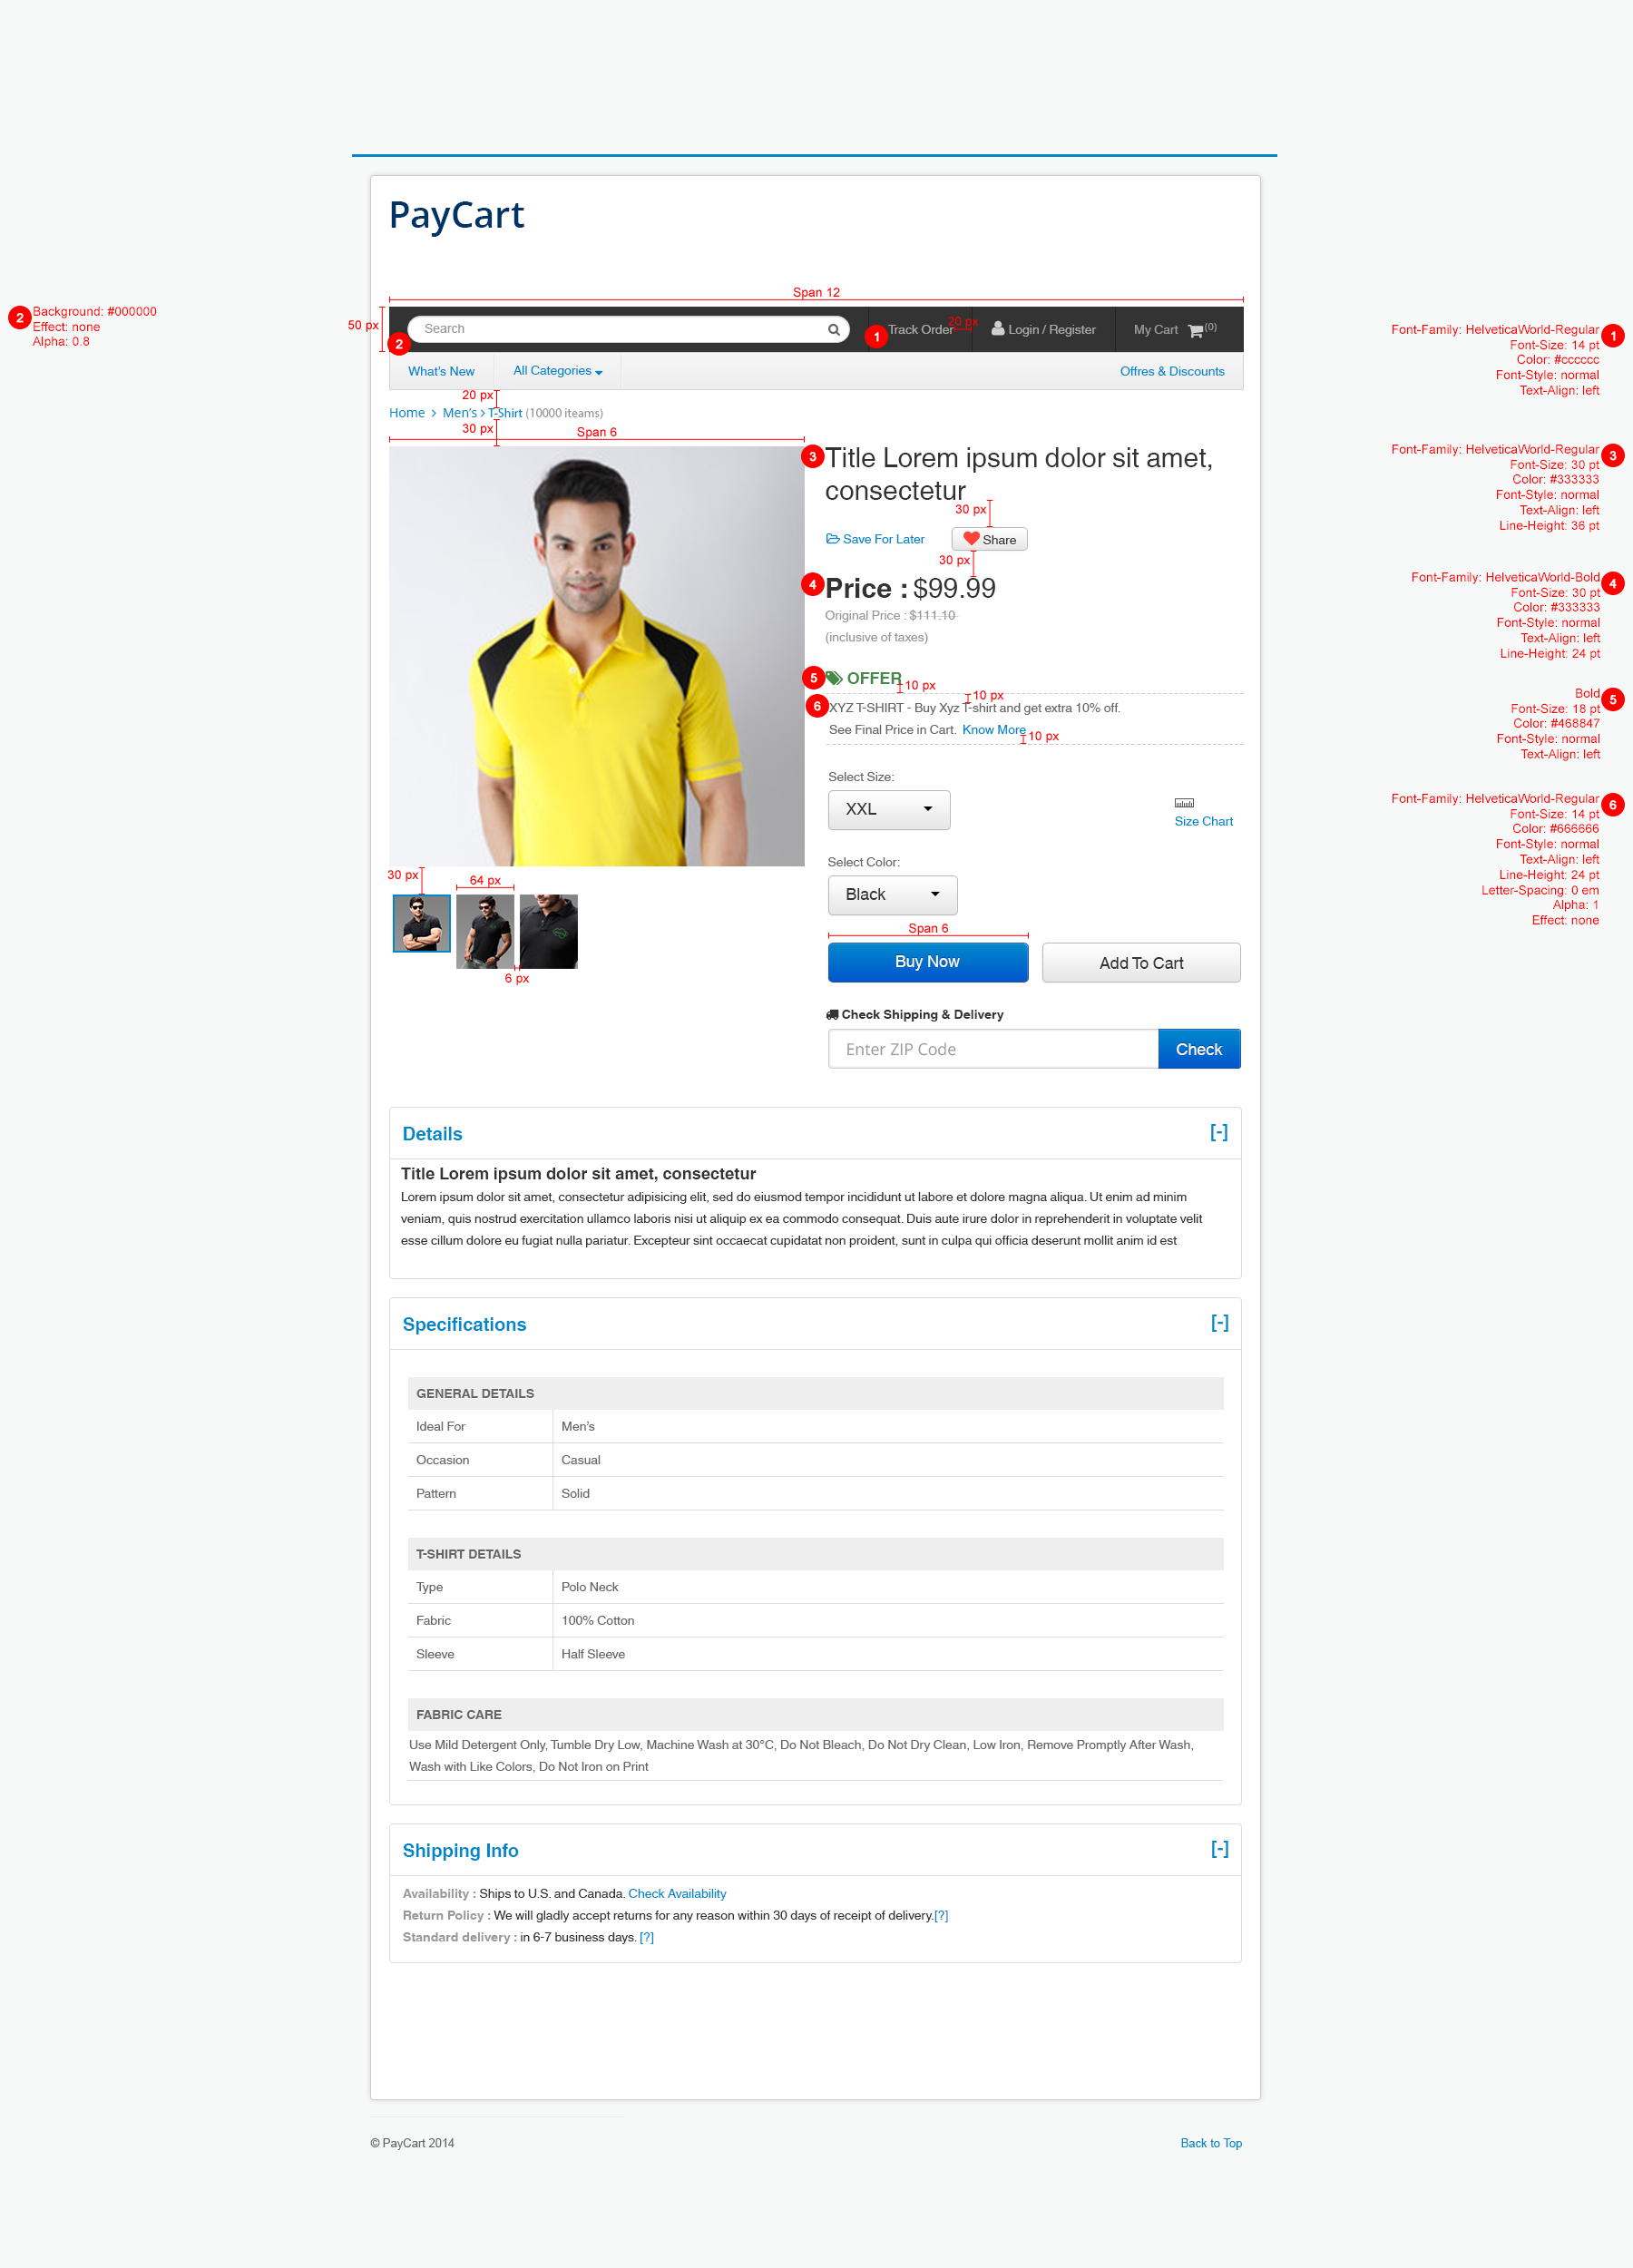 PayCart
Span 12
2 Background: #000000
Effect: none
Alpha: 0.8
50 px
2
Search
1 Track Order
20 px
Login / Register
My Cart (0)
Font-Family: HelveticaWorld-Regular 1
Font-Size: 14 pt
Color: #cccccc
Font-Style: normal
Text-Align: left
What's New
All Categories
Offres & Discounts
20 px
Home > Men's > T-Shirt (10000 iteams)
30 px
Span 6
3 Title Lorem ipsum dolor sit amet,
consectetur
Font-Family: HelveticaWorld-Regular 3
Font-Size: 30 pt
Color: #333333
Font-Style: normal
Text-Align: left
Line-Height: 36 pt
30 px
Save For Later
Share
30 px
4 Price : $99.99
Original Price : $111.10
(inclusive of taxes)
Font-Family: HelveticaWorld-Bold 4
Font-Size: 30 pt
Color: #333333
Font-Style: normal
Text-Align: left
Line-Height: 24 pt
5 OFFER
10 px
10 px
6 XYZ T-SHIRT - Buy Xyz T-shirt and get extra 10% off.
See Final Price in Cart. Know More
10 px
Bold 5
Font-Size: 18 pt
Color: #468847
Font-Style: normal
Text-Align: left
Select Size:
XXL
Size Chart
Font-Family: HelveticaWorld-Regular 6
Font-Size: 14 pt
Color: #666666
Font-Style: normal
Text-Align: left
Line-Height: 24 pt
Letter-Spacing: 0 em
Alpha: 1
Effect: none
Select Color:
Black
30 px
64 px
6 px
Span 6
Buy Now
Add To Cart
Check Shipping & Delivery
Enter ZIP Code
Check
Details [-]
Title Lorem ipsum dolor sit amet, consectetur
Lorem ipsum dolor sit amet, consectetur adipisicing elit, sed do eiusmod tempor incididunt ut labore et dolore magna aliqua. Ut enim ad minim
veniam, quis nostrud exercitation ullamco laboris nisi ut aliquip ex ea commodo consequat. Duis aute irure dolor in reprehenderit in voluptate velit
esse cillum dolore eu fugiat nulla pariatur. Excepteur sint occaecat cupidatat non proident, sunt in culpa qui officia deserunt mollit anim id est
Specifications [-]
GENERAL DETAILS
Ideal For Men's
Occasion Casual
Pattern Solid
T-SHIRT DETAILS
Type Polo Neck
Fabric 100% Cotton
Sleeve Half Sleeve
FABRIC CARE
Use Mild Detergent Only, Tumble Dry Low, Machine Wash at 30°C, Do Not Bleach, Do Not Dry Clean, Low Iron, Remove Promptly After Wash,
Wash with Like Colors, Do Not Iron on Print
Shipping Info [-]
Availability : Ships to U.S. and Canada. Check Availability
Return Policy : We will gladly accept returns for any reason within 30 days of receipt of delivery.[?]
Standard delivery : in 6-7 business days. [?]
© PayCart 2014
Back to Top